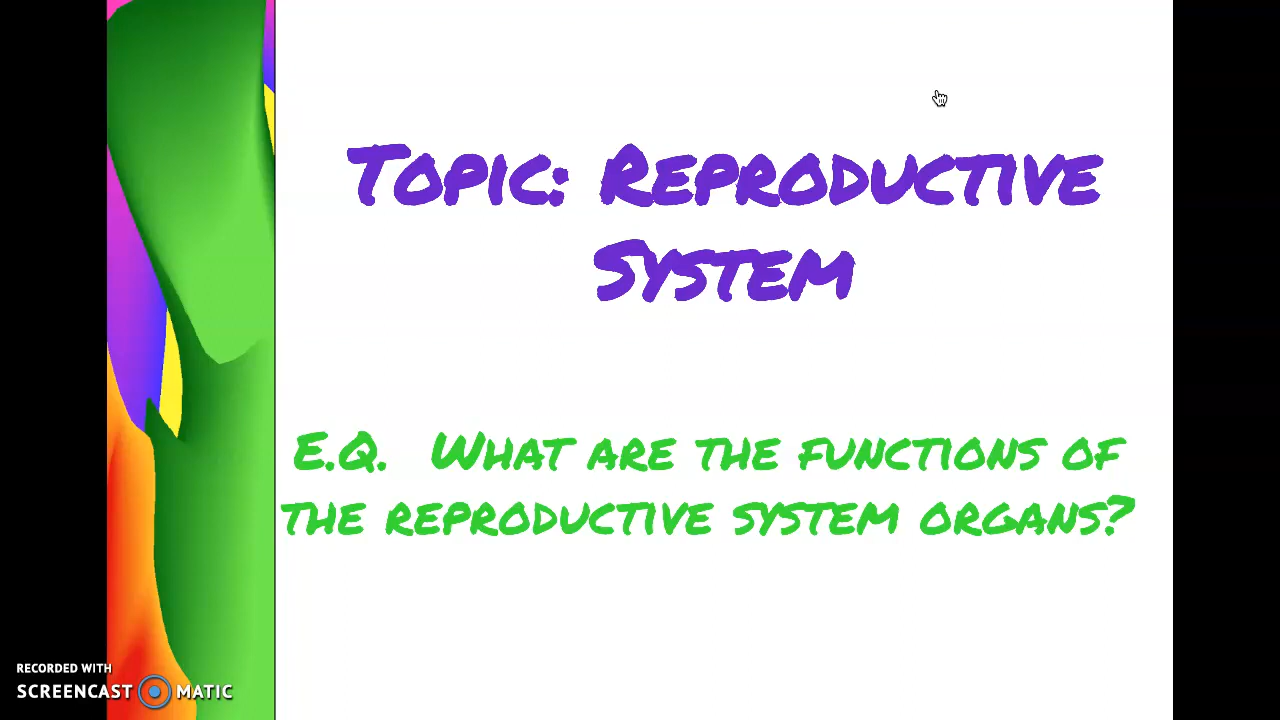 Topic: Reproductive
System
E.Q. What are the functions of
the reproductive system organs?
RECORDED WITH
SCREENCAST MATIC